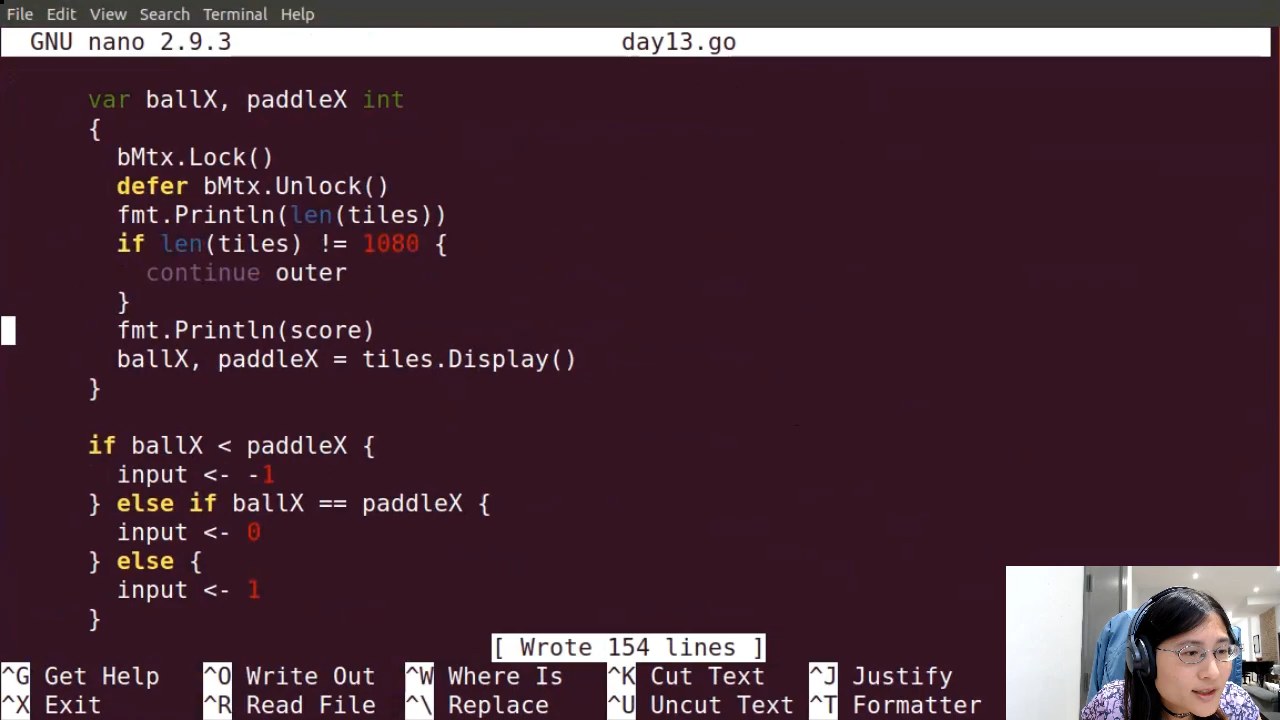 File Edit View Search Terminal Help
GNU nano 2.9.3 day13.go
var ballX, paddleX int
{
bMtx.Lock()
defer bMtx.Unlock()
fmt.Println(len(tiles))
if len(tiles) != 1080 {
continue outer
}
fmt.Println(score)
ballX, paddleX = tiles.Display()
}
if ballX < paddleX {
input <- -1
} else if ballX == paddleX {
input <- 0
} else {
input <- 1
}
[ Wrote 154 lines ]
^G Get Help ^O Write Out ^W Where Is ^K Cut Text ^J Justify
^X Exit ^R Read File ^\ Replace ^U Uncut Text ^T Formatter